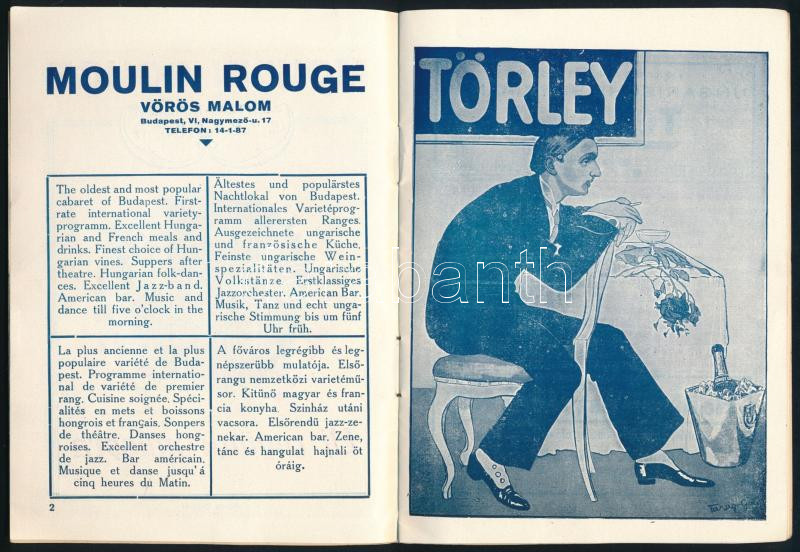 MOULIN ROUGE
VÖRÖS MALOM
Budapest, VI, Nagymező-u. 17
TELEFON: 14-1-87
The oldest and most popular
cabaret of Budapest. First-
rate international variety-
programm. Excellent Hunga-
rian and French meals and
drinks. Finest choice of Hun-
garian vines. Suppers after
theatre. Hungarian folk-dan-
ces. Excellent Jazz-band.
American bar. Music and
dance till five o'clock in the
morning.
Ältestes und populärstes
Nachtlokal von Budapest.
Internationales Varietéprog-
ramm allerersten Ranges.
Ausgezeichnete ungarische
und französische Küche.
Feinste ungarische Wein-
spezialitäten. Ungarische
Volkstänze. Erstklassiges
Jazzorchester. American Bar.
Musik, Tanz und echt unga-
rische Stimmung bis um fünf
Uhr früh.
La plus ancienne et la plus
populaire variété de Buda-
pest. Programme internatio-
nal de variété de premier
rang. Cuisine soignée. Spéci-
alités en mets et boissons
hongrois et français. Sonpers
de théâtre. Danses hong-
roises. Excellent orchestre
de jazz. Bar américain.
Musique et danse jusqu'á
cinq heures du Matin.
A főváros legrégibb és leg-
népszerübb mulatója. Első-
rangu nemzetközi varietémü-
sor. Kitünő magyar és fran-
cia konyha. Szinház utáni
vacsora. Elsőrendü jazz-ze-
nekar. American bar. Zene,
tánc és hangulat hajnali öt
óráig.
2
TÖRLEY